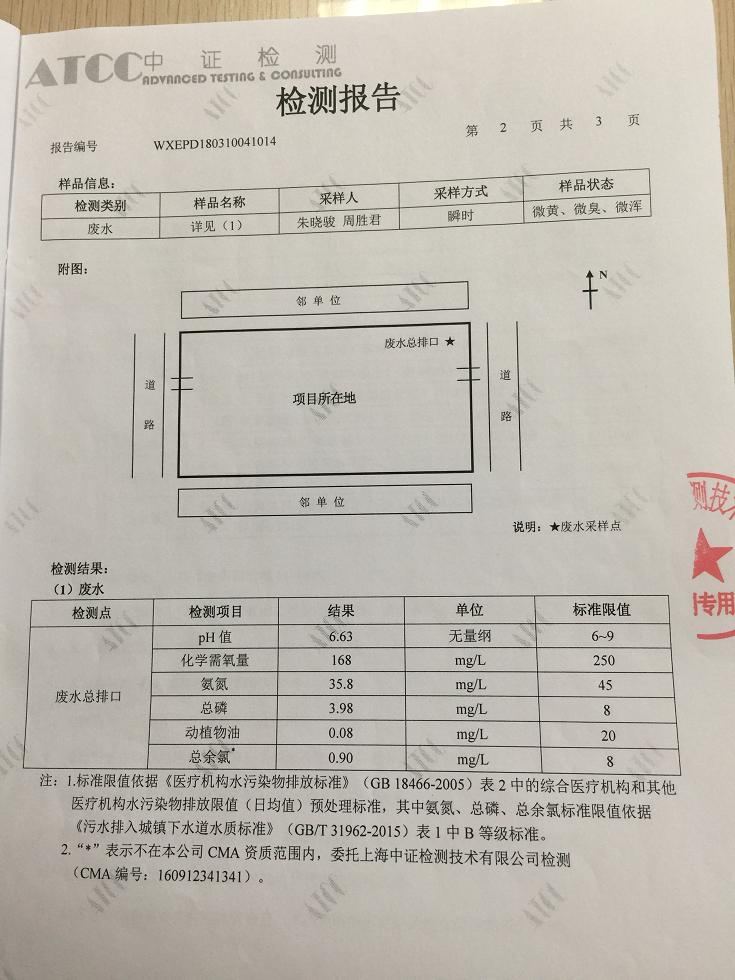 ATCC中 证 检 测
ADVANCED TESTING & CONSULTING
检测报告
报告编号 WXEPD180310041014 第 2 页 共 3 页
样品信息：
检测类别 样品名称 采样人 采样方式 样品状态
废水 详见（1） 朱晓骏 周胜君 瞬时 微黄、微臭、微浑
附图：
N
邻 单 位
废水总排口 ★
道 路
项目所在地
道 路
邻 单 位
说明：★废水采样点
测技术
专用
检测结果：
（1）废水
检测点 检测项目 结果 单位 标准限值
废水总排口
pH 值 6.63 无量纲 6~9
化学需氧量 168 mg/L 250
氨氮 35.8 mg/L 45
总磷 3.98 mg/L 8
动植物油 0.08 mg/L 20
总余氯* 0.90 mg/L 8
注：1.标准限值依据《医疗机构水污染物排放标准》（GB 18466-2005）表 2 中的综合医疗机构和其他
医疗机构水污染物排放限值（日均值）预处理标准，其中氨氮、总磷、总余氯标准限值依据
《污水排入城镇下水道水质标准》（GB/T 31962-2015）表 1 中 B 等级标准。
2. “*”表示不在本公司 CMA 资质范围内，委托上海中证检测技术有限公司检测
（CMA 编号：160912341341）。